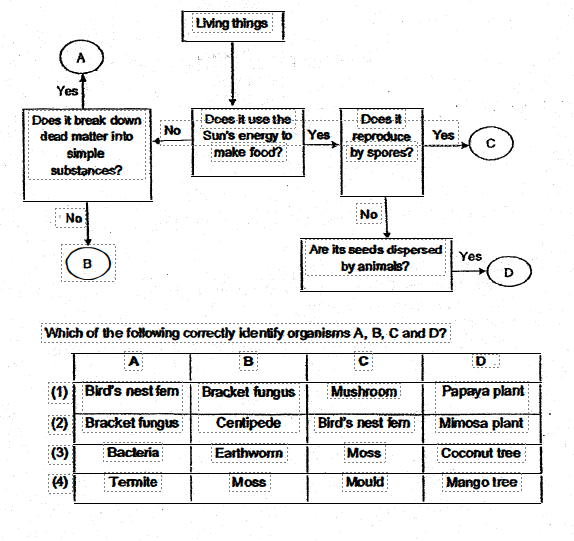 Living things
A
Yes
Does it break down
dead matter into
simple
substances?
No
Does it use the
Sun's energy to
make food?
Yes
Does it
reproduce
by spores?
Yes
C
No
B
No
Are its seeds dispersed
by animals?
Yes
D
Which of the following correctly identify organisms A, B, C and D?
A B C D
(1) Bird's nest fern Bracket fungus Mushroom Papaya plant
(2) Bracket fungus Centipede Bird's nest fern Mimosa plant
(3) Bacteria Earthworm Moss Coconut tree
(4) Termite Moss Mould Mango tree